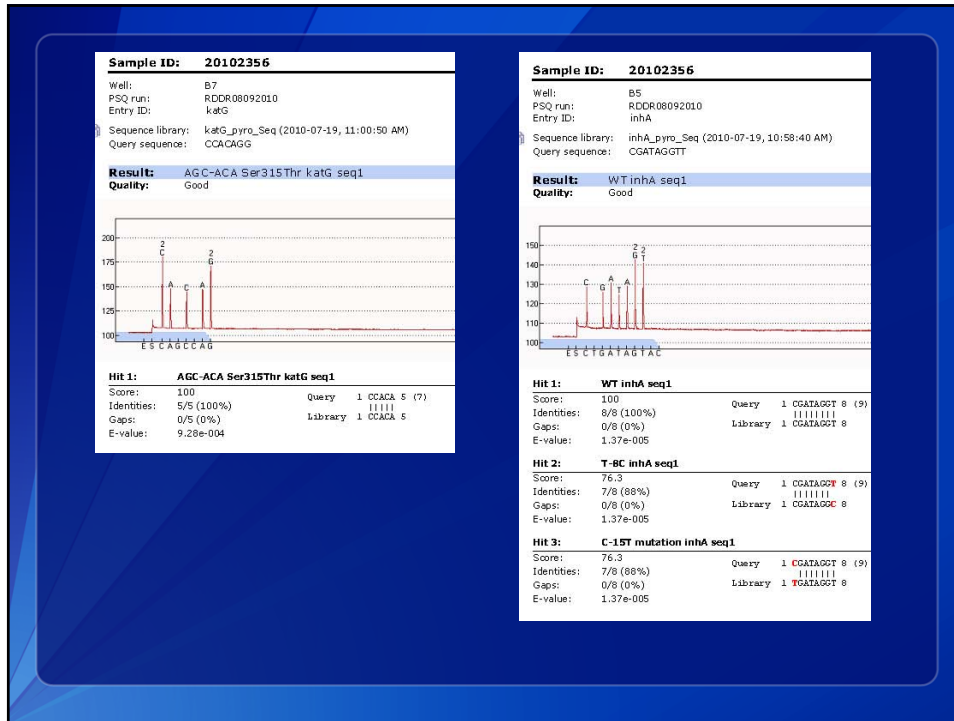 Sample ID: 20102356
Well: B7
PSQ run: RDDR08092010
Entry ID: katG
Sequence library: katG_pyro_Seq (2010-07-19, 11:00:50 AM)
Query sequence: CCACAGG
Result: AGC-ACA Ser315Thr katG seq1
Quality: Good
200
175
150
125
100
2
C
A
C
A
2
G
E S C A G C C A G
Hit 1: AGC-ACA Ser315Thr katG seq1
Score: 100
Identities: 5/5 (100%)
Gaps: 0/5 (0%)
E-value: 9.28e-004
Query 1 CCACA 5 (7)
|||||
Library 1 CCACA 5
Sample ID: 20102356
Well: B5
PSQ run: RDDR08092010
Entry ID: inhA
Sequence library: inhA_pyro_Seq (2010-07-19, 10:58:40 AM)
Query sequence: CGATAGGTT
Result: WT inhA seq1
Quality: Good
150
140
130
120
110
100
C
G
A
T
A
2
G
2
T
E S C T G A T A G T A C
Hit 1: WT inhA seq1
Score: 100
Identities: 8/8 (100%)
Gaps: 0/8 (0%)
E-value: 1.37e-005
Query 1 CGATAGGT 8 (9)
||||||||
Library 1 CGATAGGT 8
Hit 2: T-8C inhA seq1
Score: 76.3
Identities: 7/8 (88%)
Gaps: 0/8 (0%)
E-value: 1.37e-005
Query 1 CGATAGGT 8 (9)
|||||||
Library 1 CGATAGGC 8
Hit 3: C-15T mutation inhA seq1
Score: 76.3
Identities: 7/8 (88%)
Gaps: 0/8 (0%)
E-value: 1.37e-005
Query 1 CGATAGGT 8 (9)
|||||||
Library 1 TGATAGGT 8